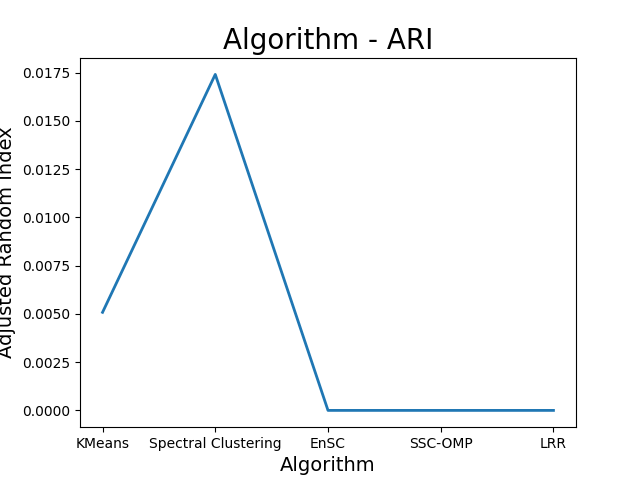 Algorithm - ARI
Adjusted Random Index
0.0175
0.0150
0.0125
0.0100
0.0075
0.0050
0.0025
0.0000
KMeans Spectral Clustering EnSC SSC-OMP LRR
Algorithm